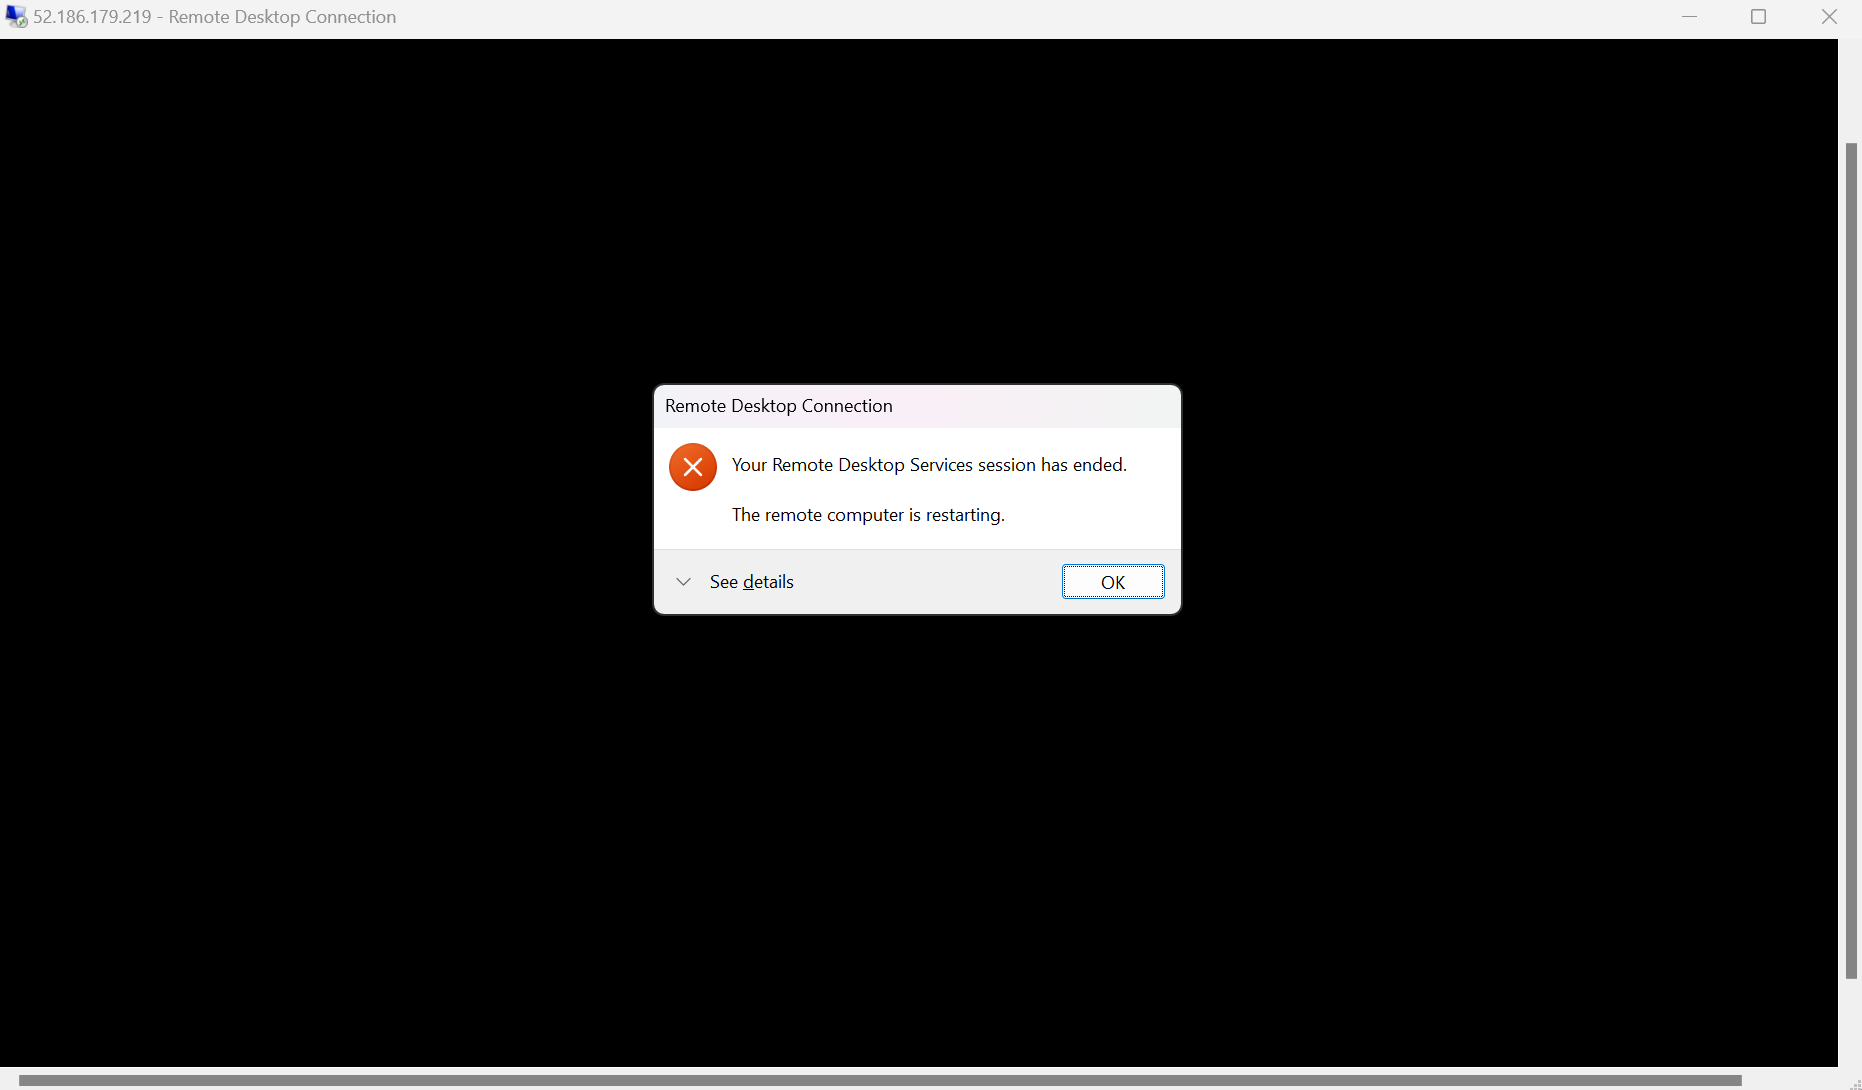 52.186.179.219 - Remote Desktop Connection
Remote Desktop Connection
Your Remote Desktop Services session has ended.
The remote computer is restarting.
See details
OK